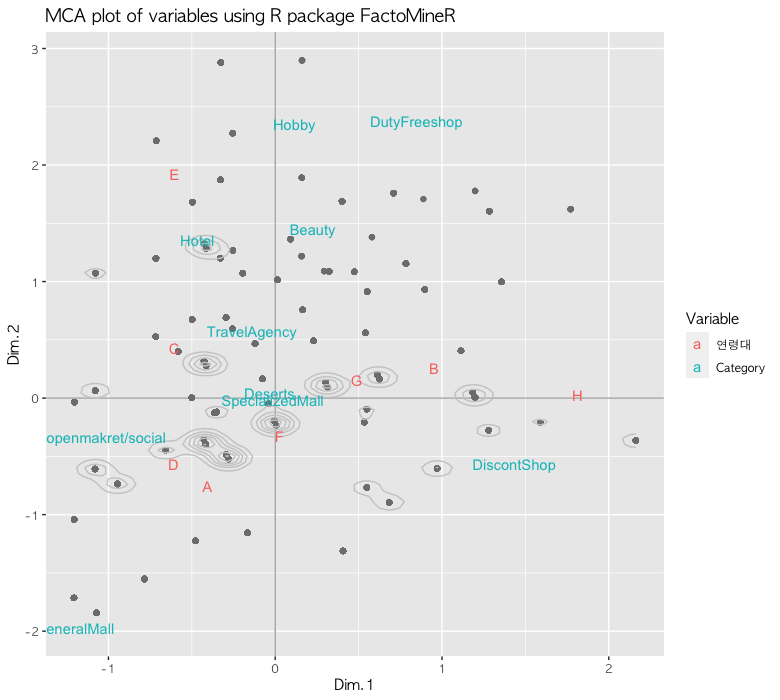 MCA plot of variables using R package FactoMineR
3
Hobby
DutyFreeshop
2
E
Beauty
Hotel
1
TravelAgency
C
B
G
Deserts
H
SpecializedMall
0
openmakret/social
F
D
DiscontShop
A
-1
eneralMall
-2
-1 0 1 2
Dim. 1
Dim. 2
Variable
a 연령대
a Category